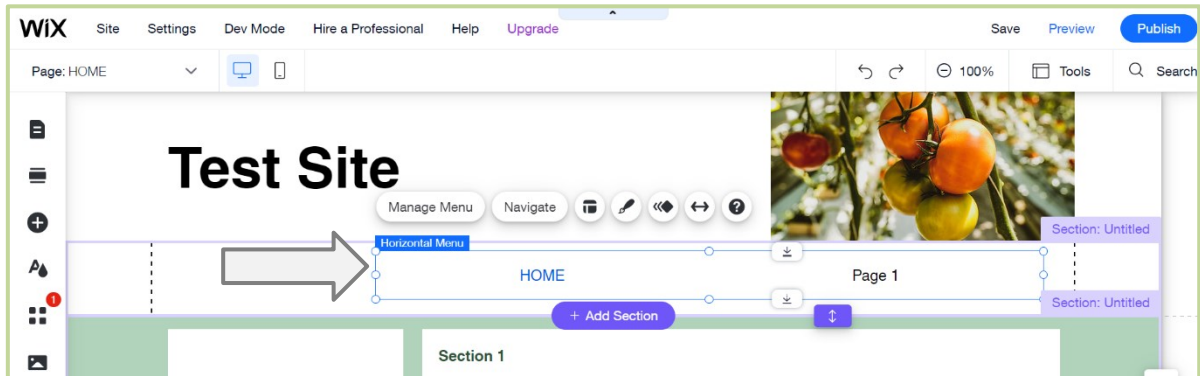 WiX Site Settings Dev Mode Hire a Professional Help Upgrade Save Preview Publish
Page: HOME 100% Tools Search
Test Site
Manage Menu Navigate ?
Section: Untitled
Horizontal Menu
HOME Page 1
1
Section: Untitled
+ Add Section
Section 1